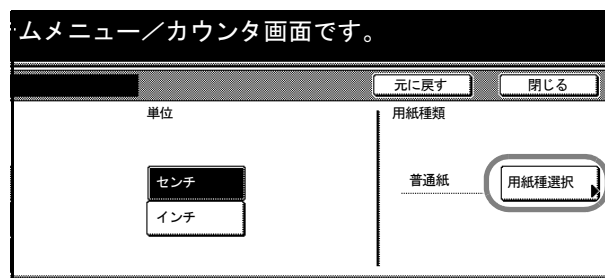 ムメニュー／カウンタ画面です。
元に戻す
閉じる
単位
用紙種類
センチ
インチ
普通紙
用紙種選択